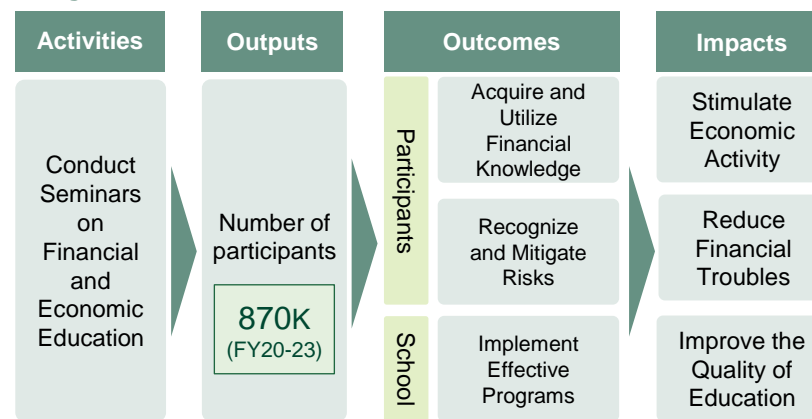 Activities
Outputs
Outcomes
Impacts
Conduct
Seminars
on
Financial
and
Economic
Education
Number of
participants
870K
(FY20-23)
Participants
Acquire and
Utilize
Financial
Knowledge
Recognize
and Mitigate
Risks
School
Implement
Effective
Programs
Stimulate
Economic
Activity
Reduce
Financial
Troubles
Improve the
Quality of
Education